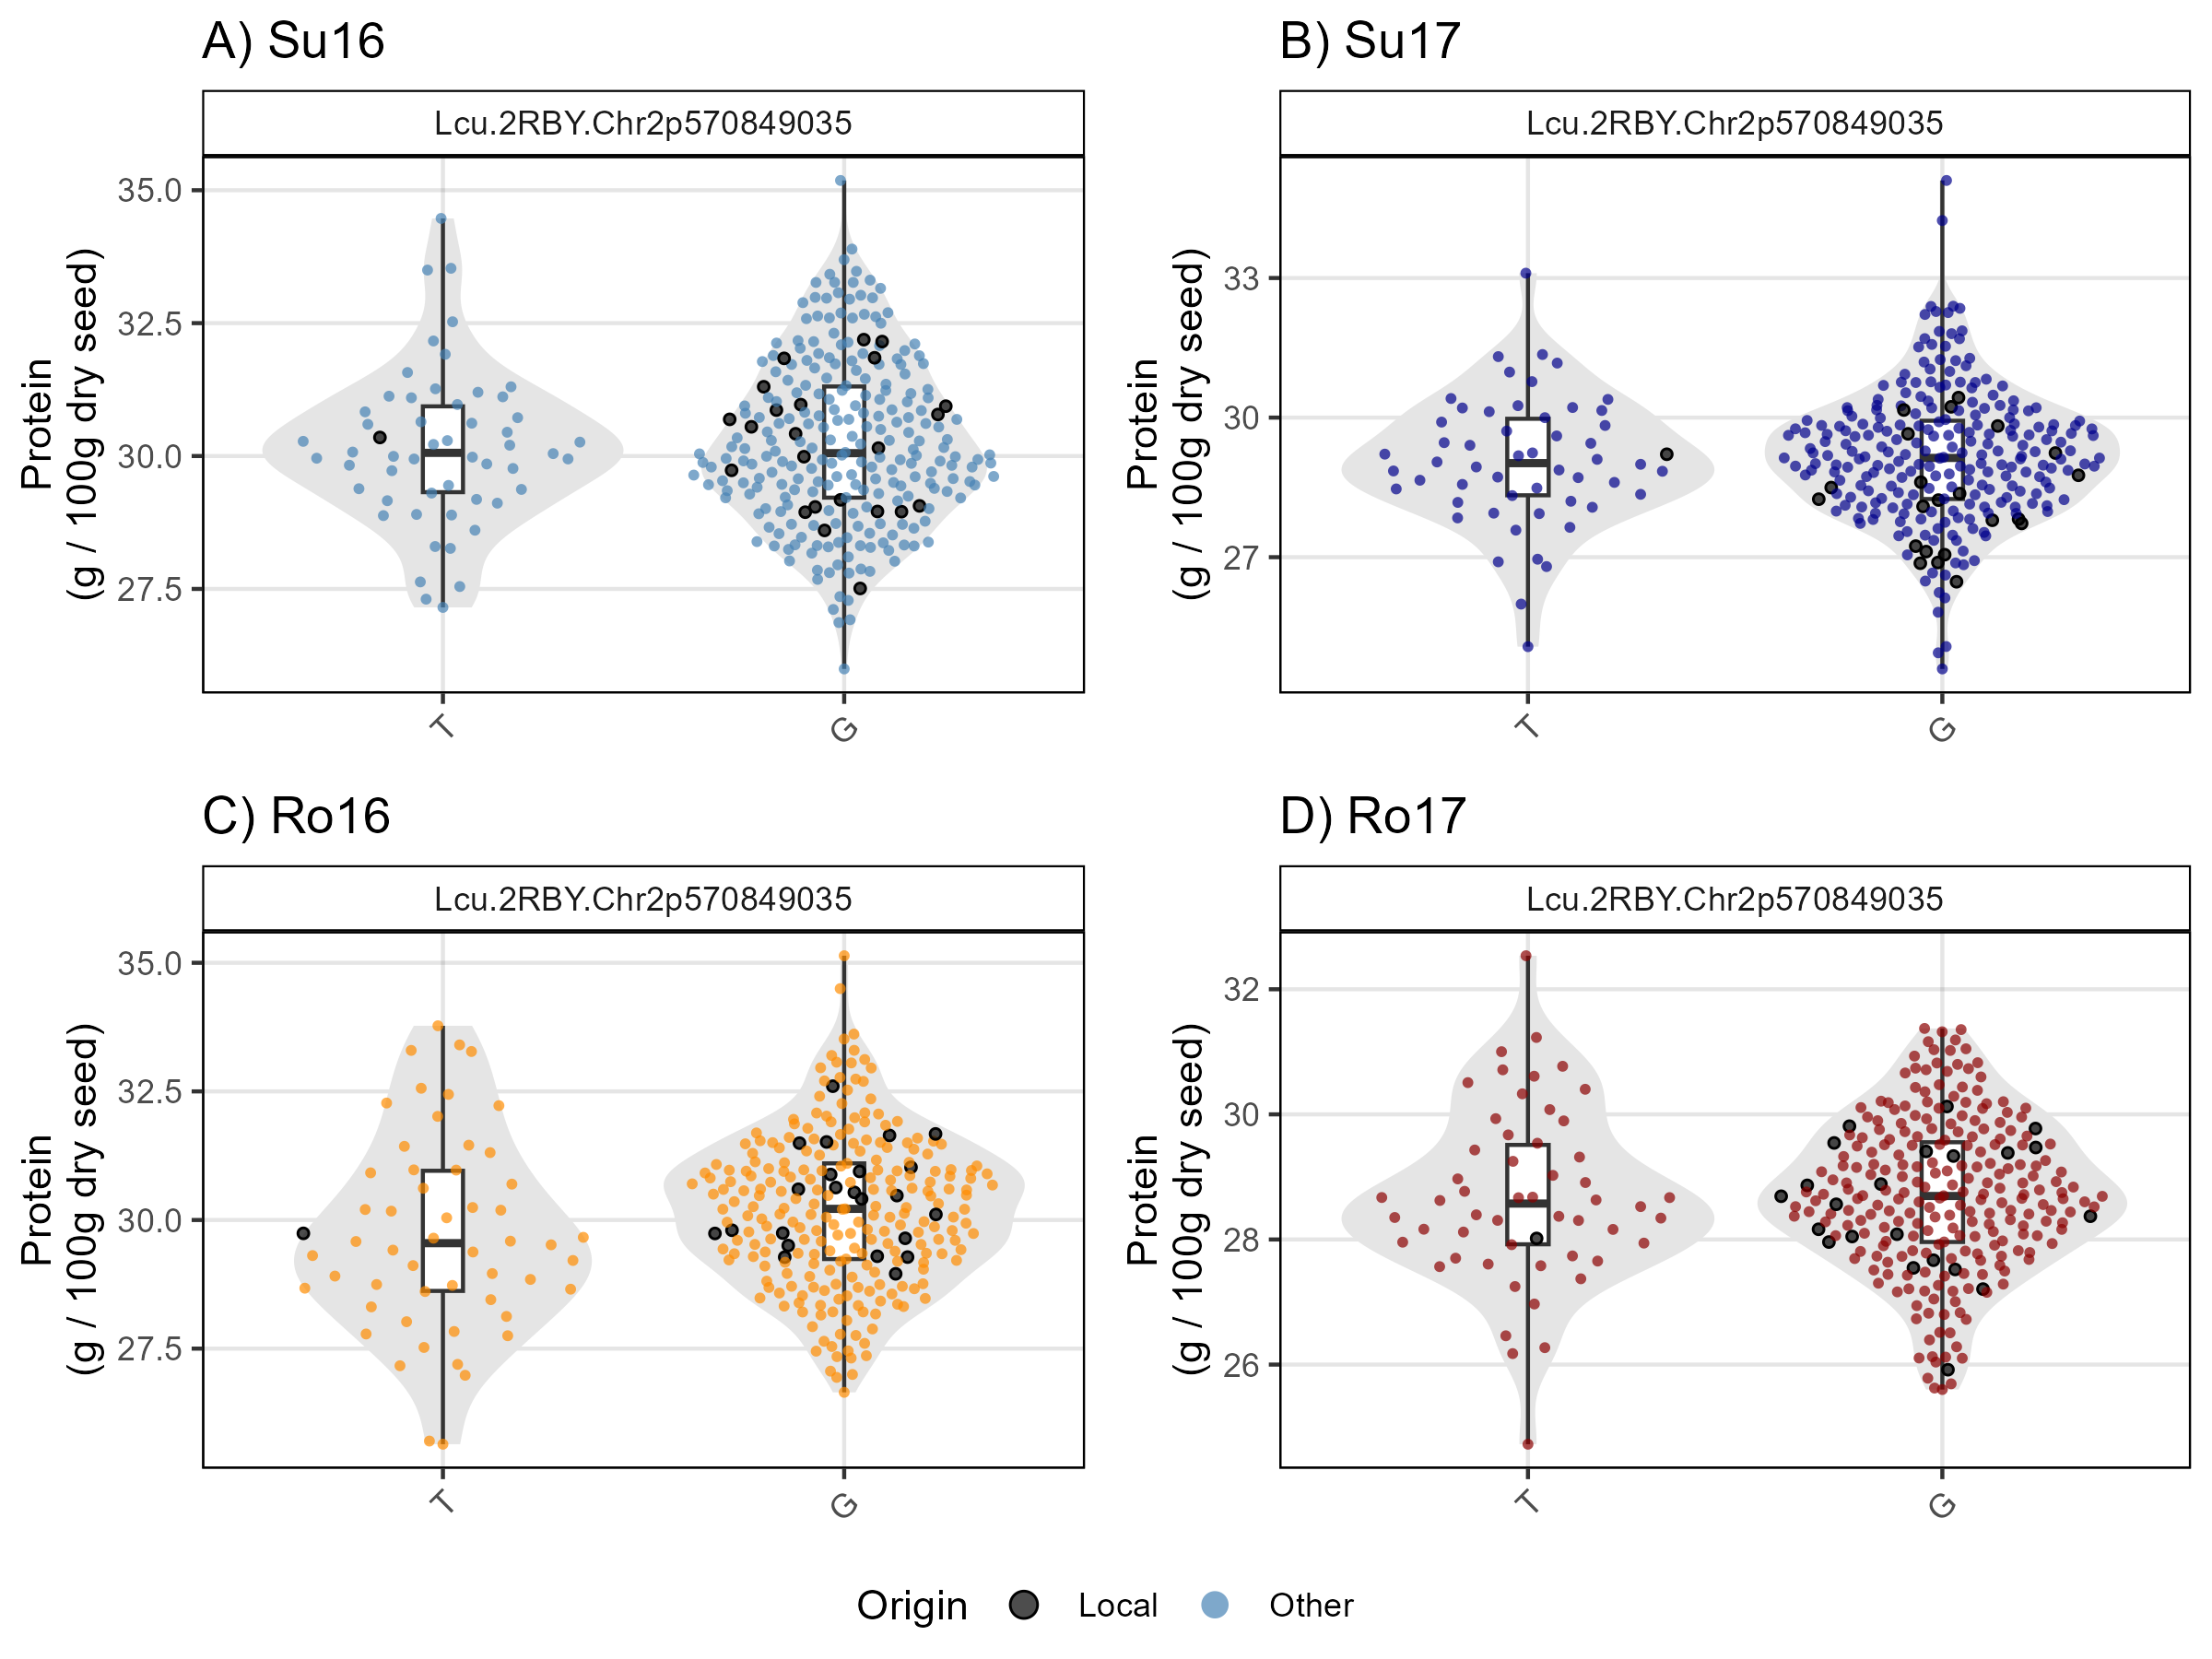 A) Su16
Lcu.2RBY.Chr2p570849035
Protein
(g / 100g dry seed)
35.0
32.5
30.0
27.5
T
G
B) Su17
Lcu.2RBY.Chr2p570849035
Protein
(g / 100g dry seed)
33
30
27
T
G
C) Ro16
Lcu.2RBY.Chr2p570849035
Protein
(g / 100g dry seed)
35.0
32.5
30.0
27.5
T
G
D) Ro17
Lcu.2RBY.Chr2p570849035
Protein
(g / 100g dry seed)
32
30
28
26
T
G
Origin Local Other